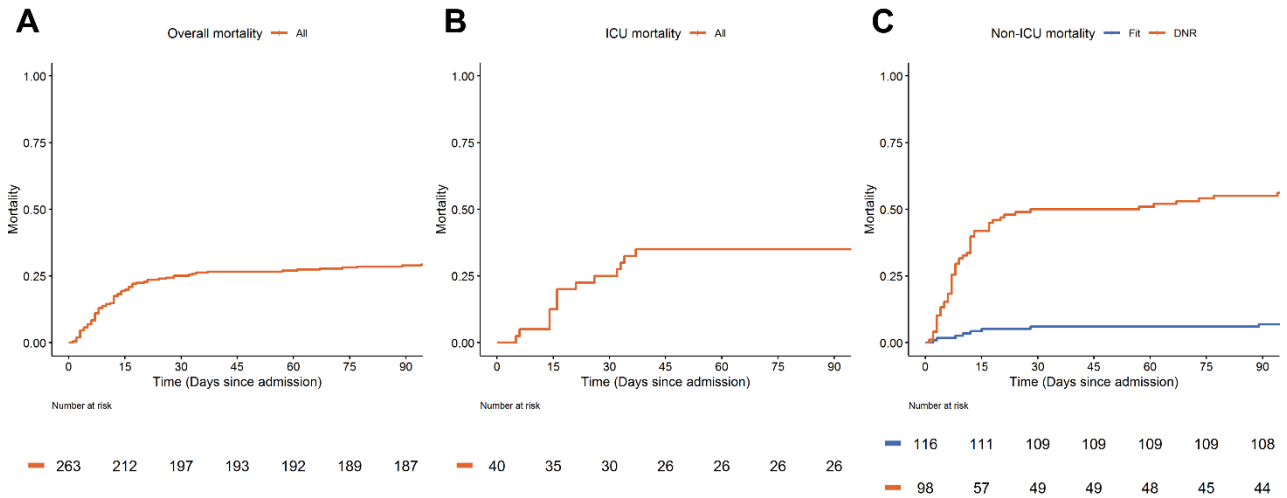 A
Overall mortality All
1.00
0.75
0.50
0.25
0.00
Mortality
0 15 30 45 60 75 90
Time (Days since admission)
Number at risk
263 212 197 193 192 189 187
B
ICU mortality All
1.00
0.75
0.50
0.25
0.00
Mortality
0 15 30 45 60 75 90
Time (Days since admission)
Number at risk
40 35 30 26 26 26 26
C
Non-ICU mortality Fit DNR
1.00
0.75
0.50
0.25
0.00
Mortality
0 15 30 45 60 75 90
Time (Days since admission)
Number at risk
116 111 109 109 109 109 108
98 57 49 49 48 45 44